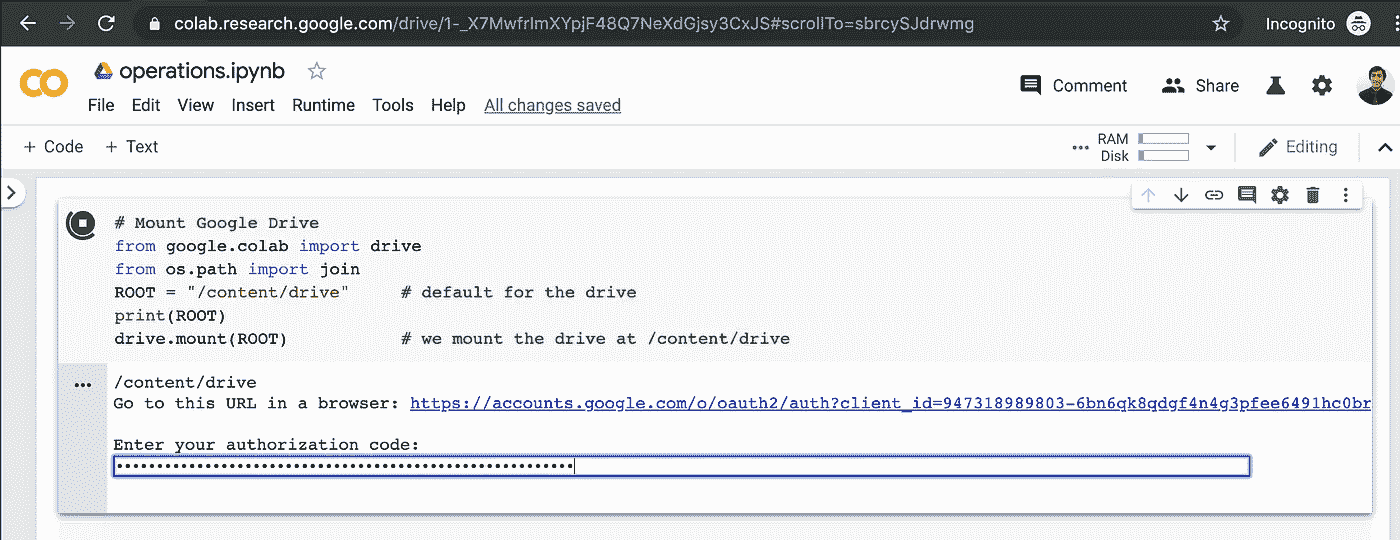 colab.research.google.com/drive/1-_X7MwfrImXYpjF48Q7NeXdGjsy3CxJS#scrollTo=sbrcySJdrwmg
Incognito
operations.ipynb
File Edit View Insert Runtime Tools Help All changes saved
Comment Share
+ Code + Text
RAM
Disk
Editing
# Mount Google Drive
from google.colab import drive
from os.path import join
ROOT = "/content/drive" # default for the drive
print(ROOT)
drive.mount(ROOT) # we mount the drive at /content/drive
/content/drive
Go to this URL in a browser: https://accounts.google.com/o/oauth2/auth?client_id=947318989803-6bn6qk8qdgf4n4g3pfee6491hc0br
Enter your authorization code: